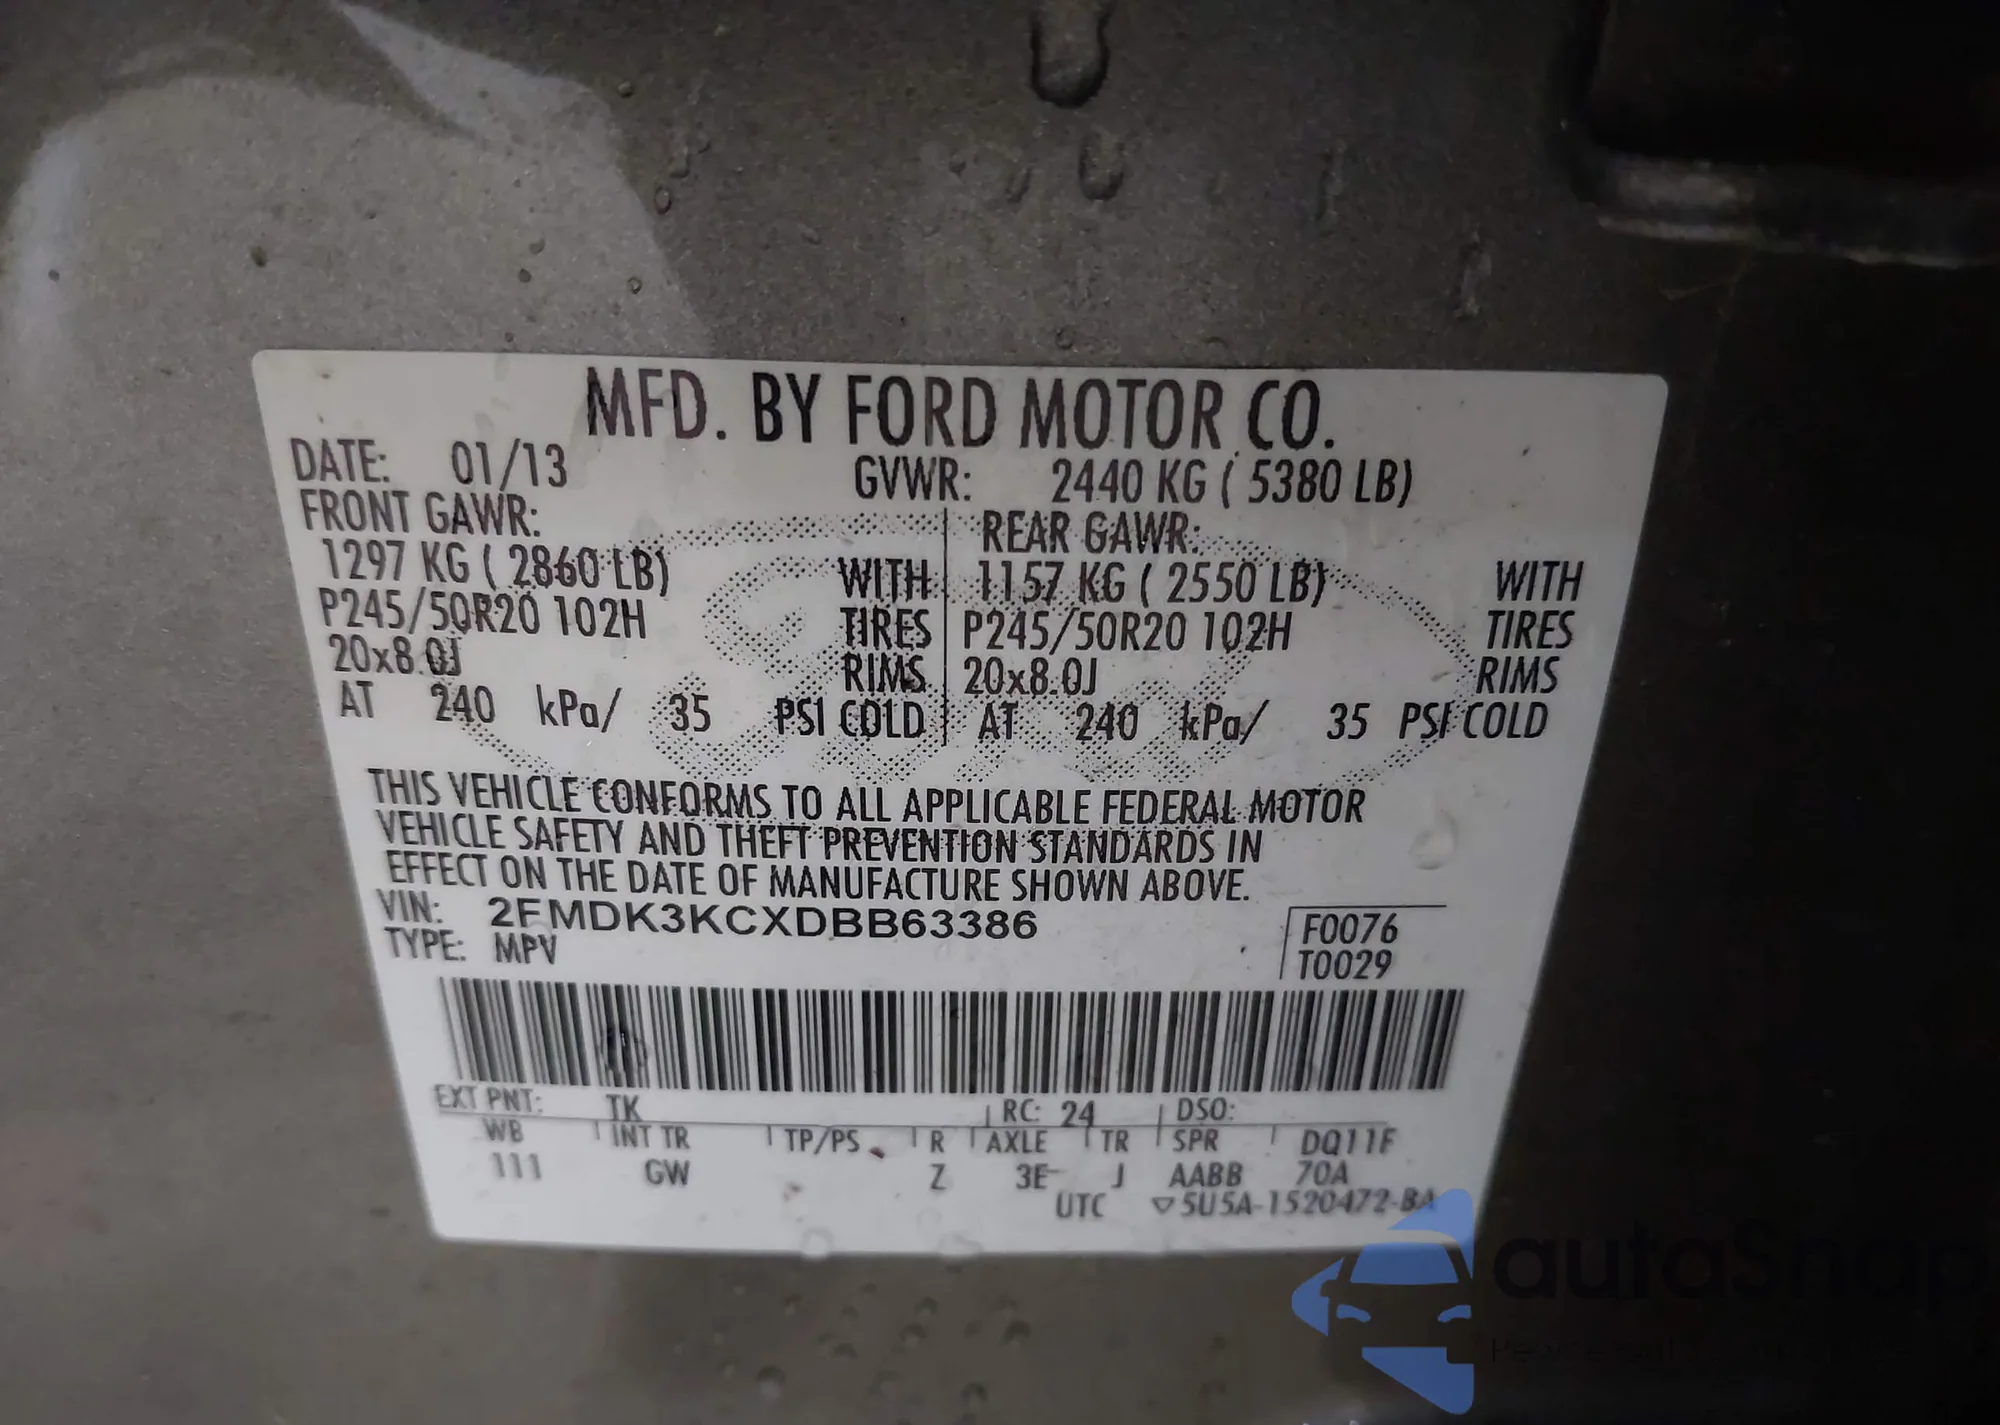 MFD. BY FORD MOTOR CO.
DATE: 01/13 GVWR: 2440 KG ( 5380 LB)
FRONT GAWR: REAR GAWR:
1297 KG ( 2860 LB) WITH 1157 KG ( 2550 LB) WITH
P245/50R20 102H TIRES P245/50R20 102H TIRES
20x8.0J RIMS 20x8.0J RIMS
AT 240 kPa/ 35 PSI COLD AT 240 kPa/ 35 PSI COLD
THIS VEHICLE CONFORMS TO ALL APPLICABLE FEDERAL MOTOR
VEHICLE SAFETY AND THEFT PREVENTION STANDARDS IN
EFFECT ON THE DATE OF MANUFACTURE SHOWN ABOVE.
VIN: 2FMDK3KCXDBB63386 F0076
TYPE: MPV T0029
EXT PNT: TK RC: 24 DSO:
WB INT TR TP/PS R AXLE TR SPR DQ11F
111 GW Z 3E J AABB 70A
UTC ▽5U5A-1520472-BA
autaShop